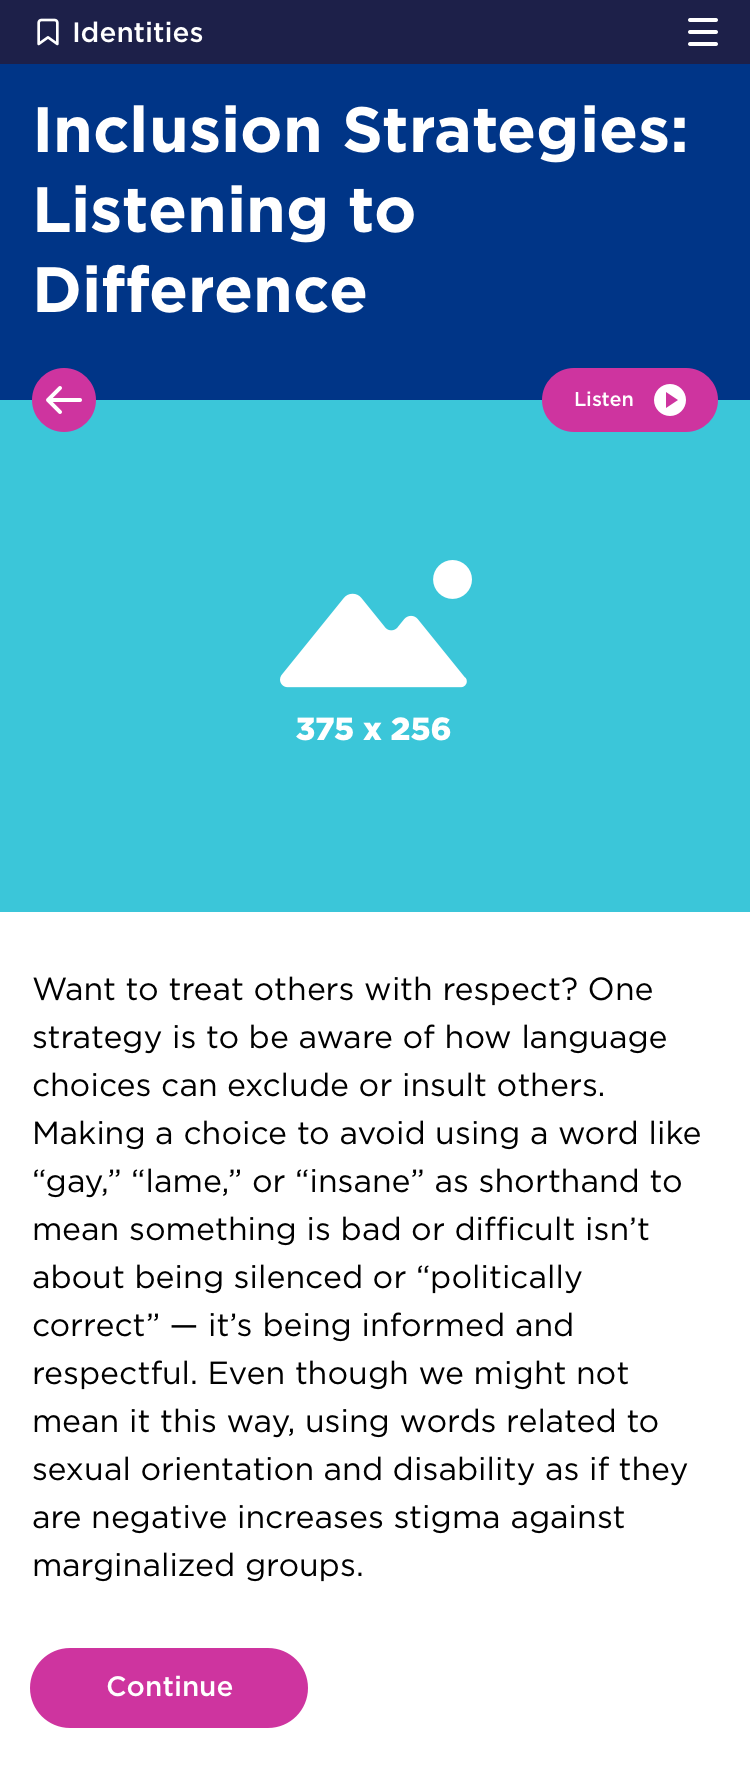 Identities
Inclusion Strategies:
Listening to
Difference
Listen
375 x 256
Want to treat others with respect? One
strategy is to be aware of how language
choices can exclude or insult others.
Making a choice to avoid using a word like
“gay,” “lame,” or “insane” as shorthand to
mean something is bad or difficult isn’t
about being silenced or “politically
correct” — it’s being informed and
respectful. Even though we might not
mean it this way, using words related to
sexual orientation and disability as if they
are negative increases stigma against
marginalized groups.
Continue